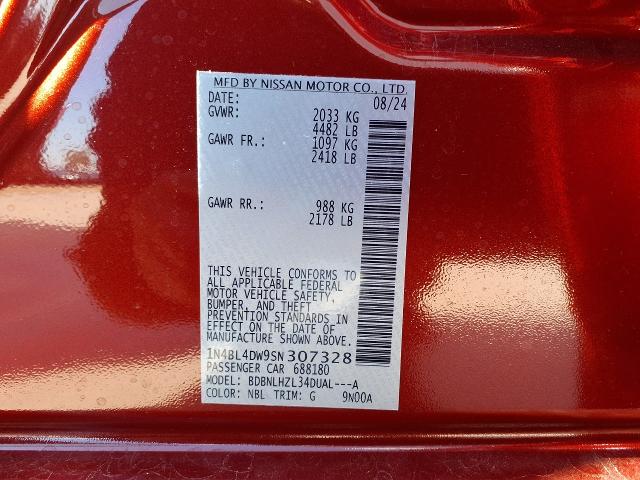 MFD BY NISSAN MOTOR CO., LTD.
DATE: 08/24
GVWR: 2033 KG
4482 LB
GAWR FR.: 1097 KG
2418 LB
GAWR RR.: 988 KG
2178 LB
THIS VEHICLE CONFORMS TO
ALL APPLICABLE FEDERAL
MOTOR VEHICLE SAFETY,
BUMPER, AND THEFT
PREVENTION STANDARDS IN
EFFECT ON THE DATE OF
MANUFACTURE SHOWN ABOVE.
1N4BL4DW9SN307328
PASSENGER CAR 688180
MODEL: BDBNLHZL34DUAL---A
COLOR: NBL TRIM: G 9N00A